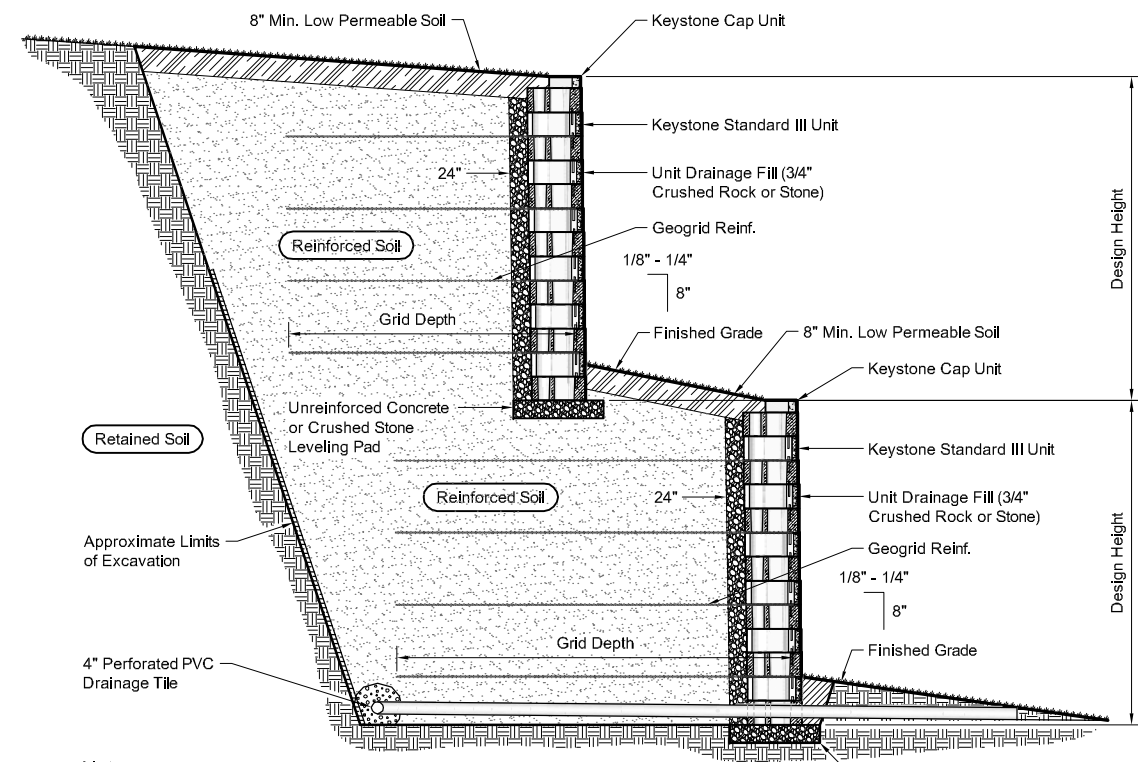 8" Min. Low Permeable Soil
Keystone Cap Unit
Keystone Standard III Unit
24"
Unit Drainage Fill (3/4"
Crushed Rock or Stone)
Reinforced Soil
Geogrid Reinf.
1/8" - 1/4"
8"
Design Height
Grid Depth
Finished Grade
8" Min. Low Permeable Soil
Keystone Cap Unit
Unreinforced Concrete
or Crushed Stone
Leveling Pad
Retained Soil
Keystone Standard III Unit
Reinforced Soil
24"
Unit Drainage Fill (3/4"
Crushed Rock or Stone)
Approximate Limits
of Excavation
Geogrid Reinf.
1/8" - 1/4"
8"
Design Height
Grid Depth
Finished Grade
4" Perforated PVC
Drainage Tile